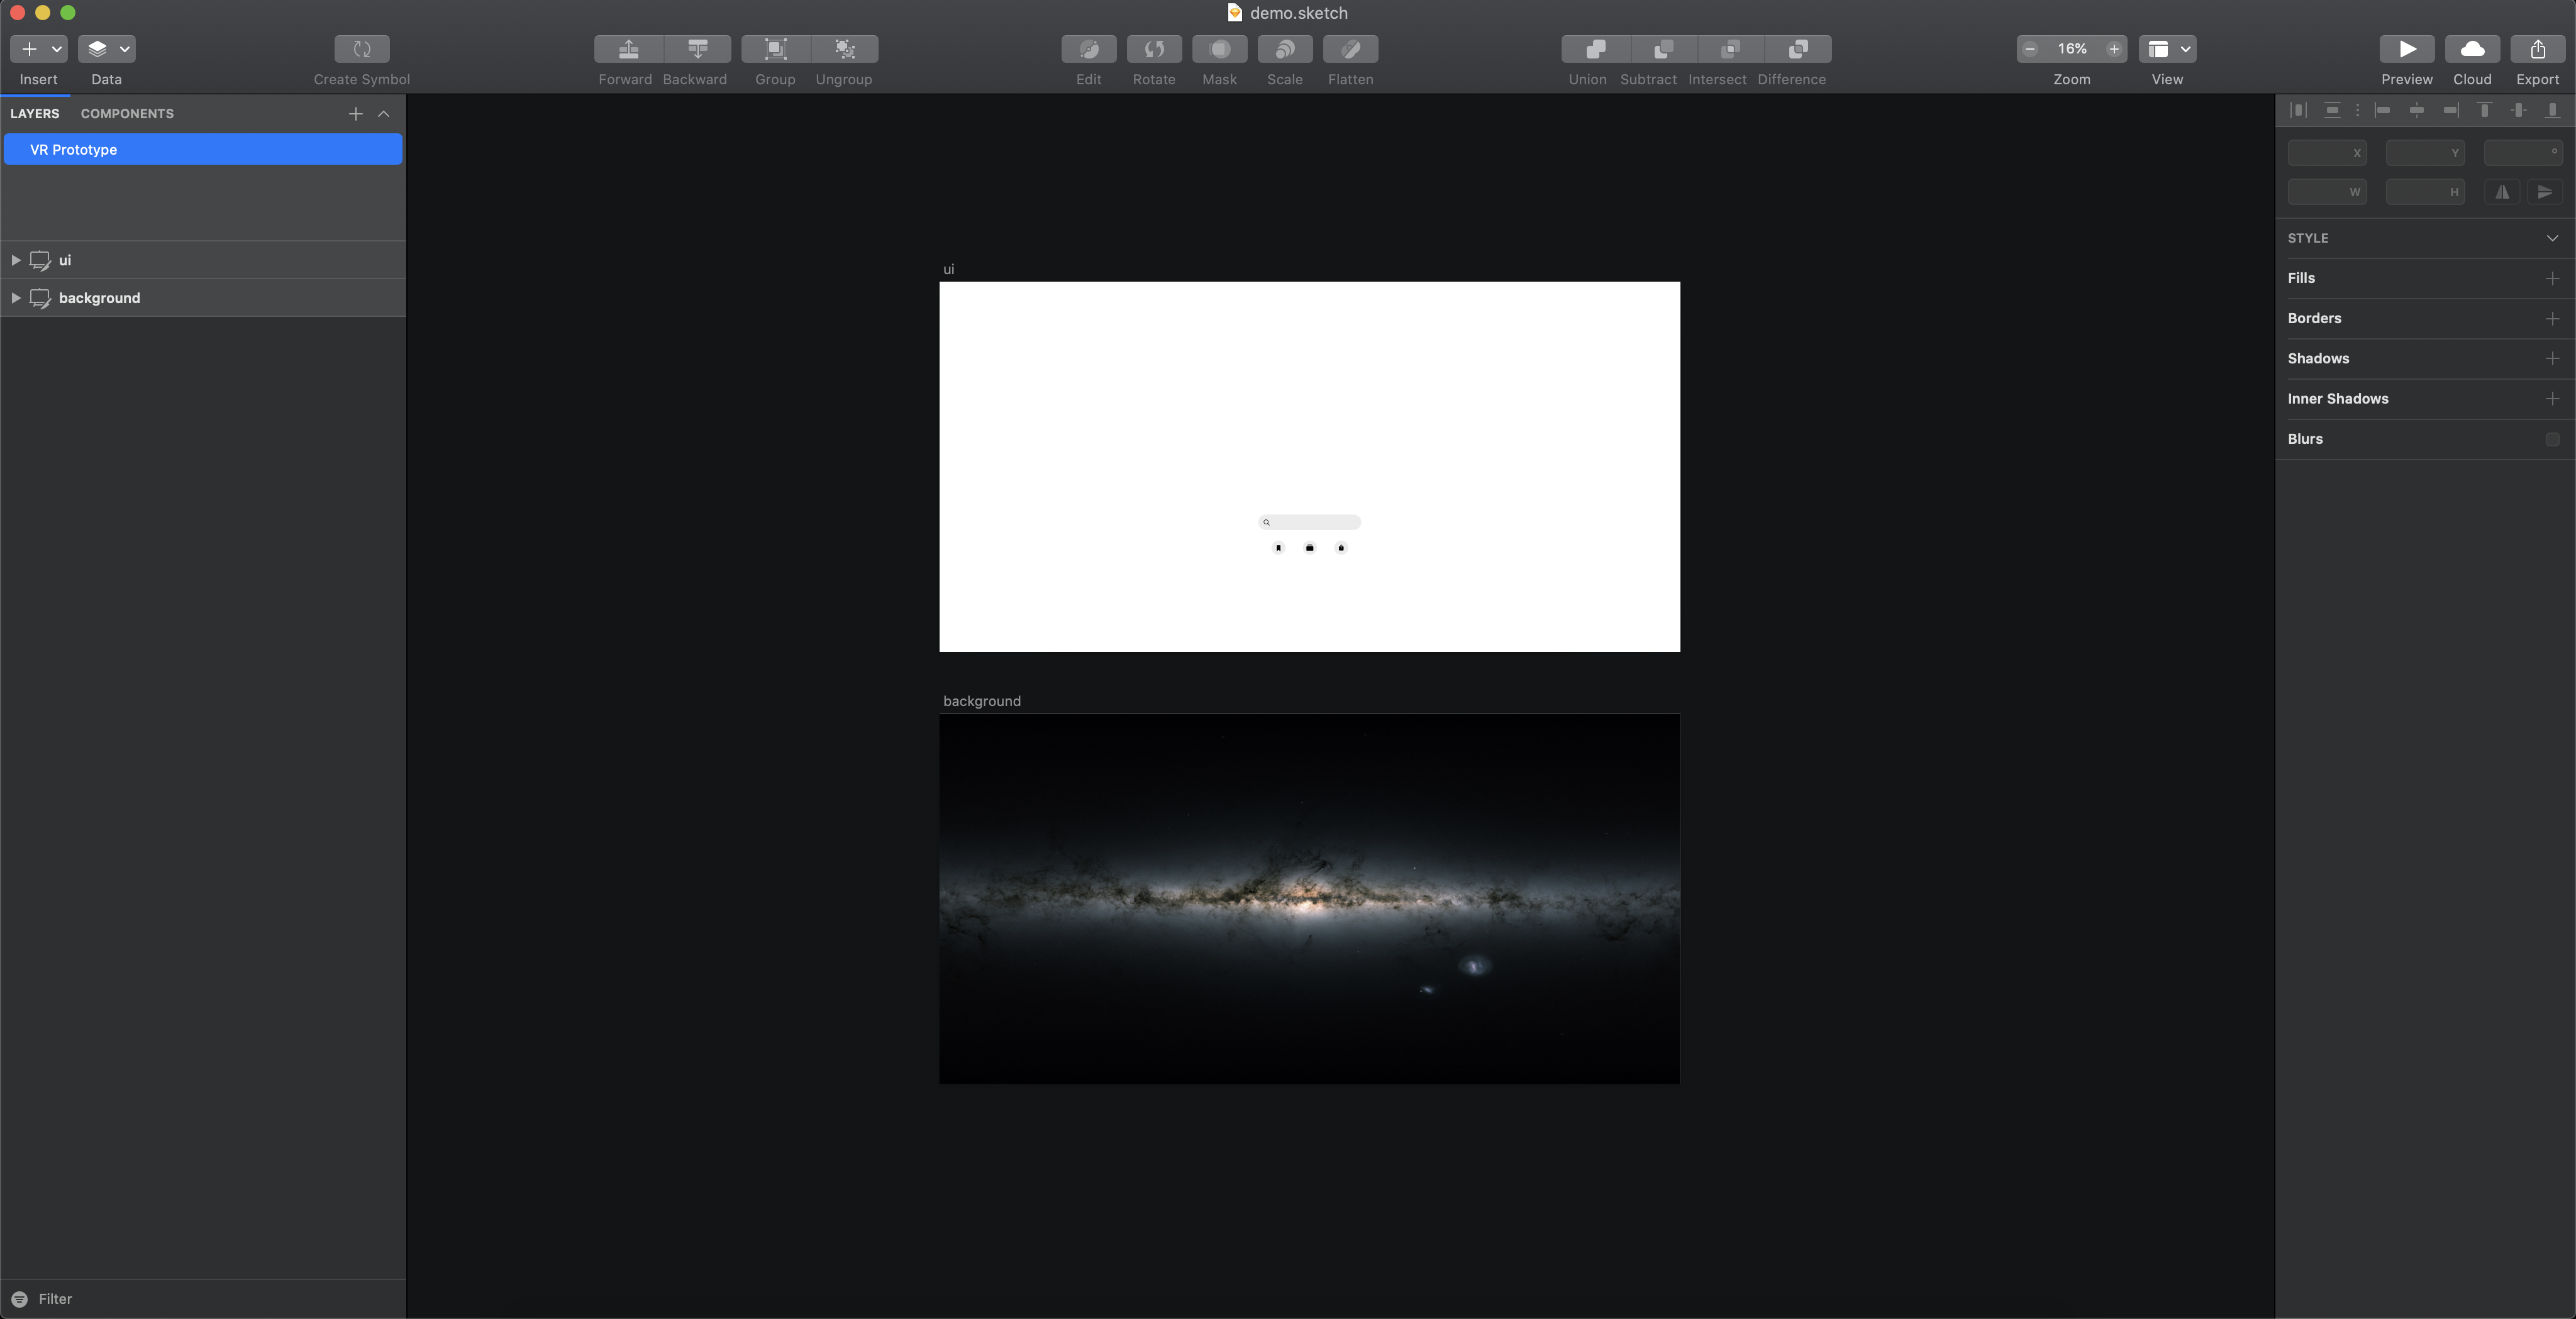 demo.sketch
16%
Insert
Data
Create Symbol
Forward
Backward
Group
Ungroup
Edit
Rotate
Mask
Scale
Flatten
Union
Subtract
Intersect
Difference
Zoom
View
Preview
Cloud
Export
LAYERS
COMPONENTS
VR Prototype
ui
background
Filter
ui
background
X
Y
°
W
H
STYLE
Fills
Borders
Shadows
Inner Shadows
Blurs